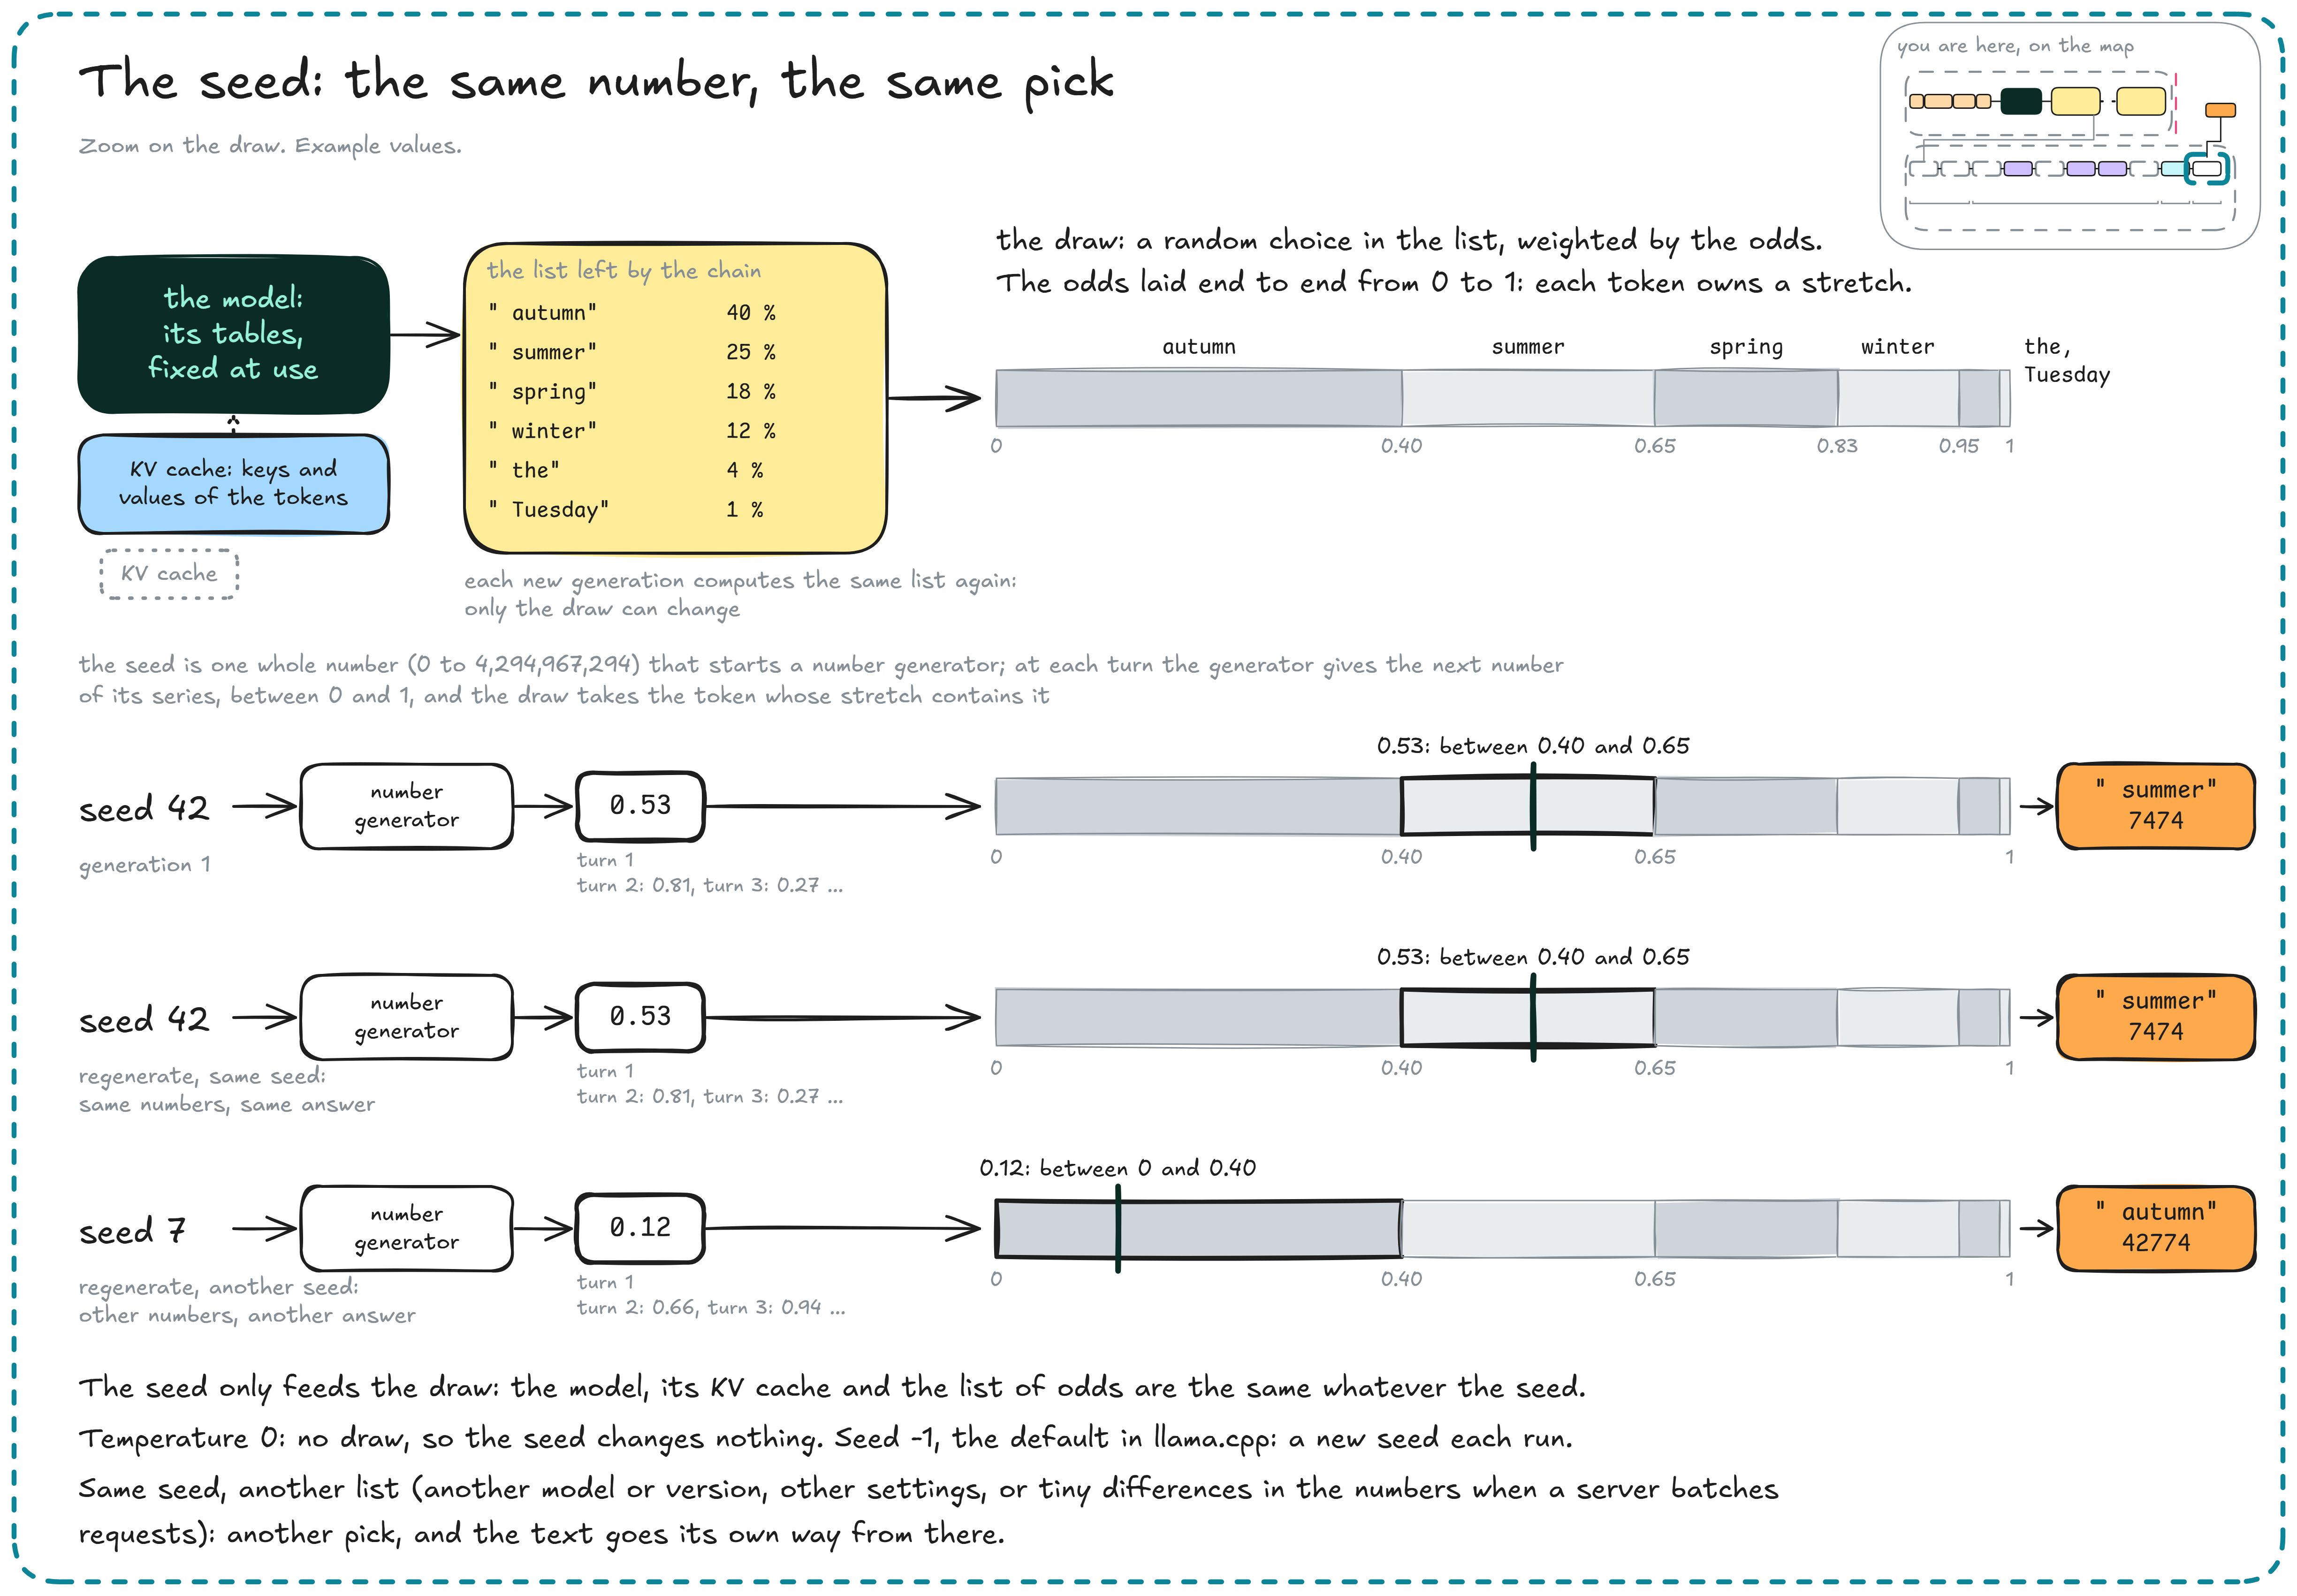 The seed: the same number, the same pick
Zoom on the draw. Example values.
you are here, on the map
the model:
its tables,
fixed at use
KV cache: keys and
values of the tokens
KV cache
the list left by the chain
" autumn" 40 %
" summer" 25 %
" spring" 18 %
" winter" 12 %
" the" 4 %
" Tuesday" 1 %
each new generation computes the same list again:
only the draw can change
the draw: a random choice in the list, weighted by the odds.
The odds laid end to end from 0 to 1: each token owns a stretch.
autumn summer spring winter the,
Tuesday
0 0.40 0.65 0.83 0.95 1
the seed is one whole number (0 to 4,294,967,294) that starts a number generator; at each turn the generator gives the next number
of its series, between 0 and 1, and the draw takes the token whose stretch contains it
seed 42
generation 1
number
generator
0.53
turn 1
turn 2: 0.81, turn 3: 0.27 ...
0.53: between 0.40 and 0.65
0 0.40 0.65 1
" summer"
7474
seed 42
regenerate, same seed:
same numbers, same answer
number
generator
0.53
turn 1
turn 2: 0.81, turn 3: 0.27 ...
0.53: between 0.40 and 0.65
0 0.40 0.65 1
" summer"
7474
seed 7
regenerate, another seed:
other numbers, another answer
number
generator
0.12
turn 1
turn 2: 0.66, turn 3: 0.94 ...
0.12: between 0 and 0.40
0 0.40 0.65 1
" autumn"
42774
The seed only feeds the draw: the model, its KV cache and the list of odds are the same whatever the seed.
Temperature 0: no draw, so the seed changes nothing. Seed -1, the default in llama.cpp: a new seed each run.
Same seed, another list (another model or version, other settings, or tiny differences in the numbers when a server batches
requests): another pick, and the text goes its own way from there.